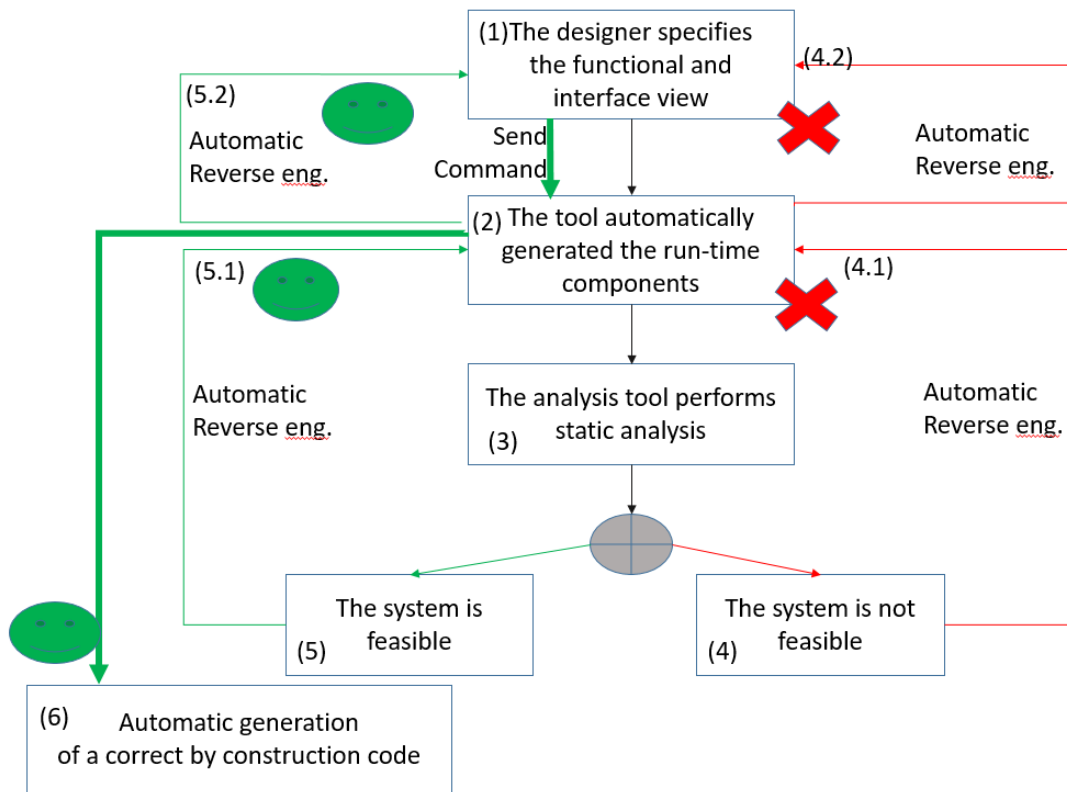 (1)The designer specifies
the functional and
interface view
(4.2)
(5.2)
Automatic
Reverse eng.
Send
Command
Automatic
Reverse eng.
(2) The tool automatically
generated the run-time
components
(5.1)
(4.1)
Automatic
Reverse eng.
The analysis tool performs
static analysis
(3)
Automatic
Reverse eng.
The system is
feasible
(5)
The system is not
feasible
(4)
(6) Automatic generation
of a correct by construction code